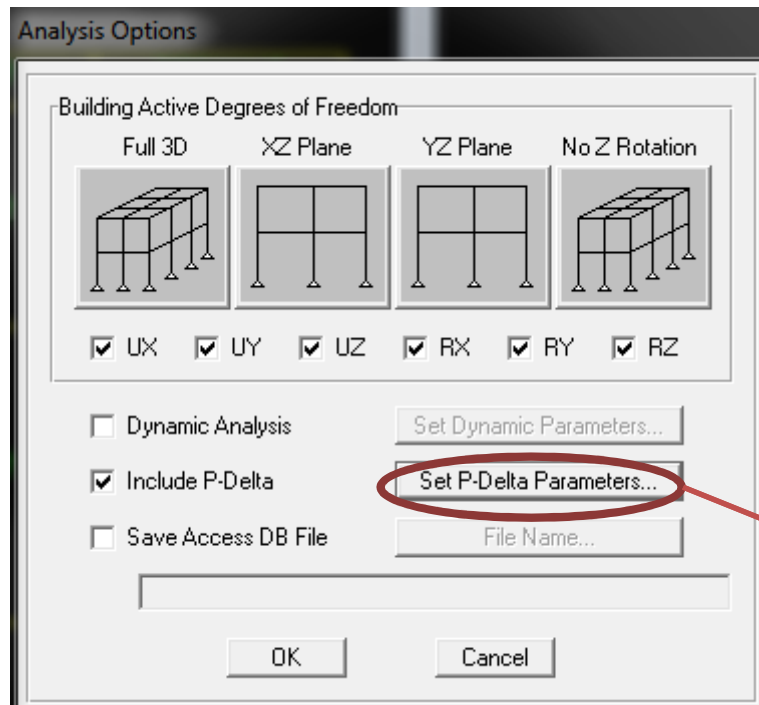 Analysis Options
Building Active Degrees of Freedom
Full 3D XZ Plane YZ Plane No Z Rotation
UX UY UZ RX RY RZ
Dynamic Analysis Set Dynamic Parameters...
Include P-Delta Set P-Delta Parameters...
Save Access DB File File Name...
OK Cancel